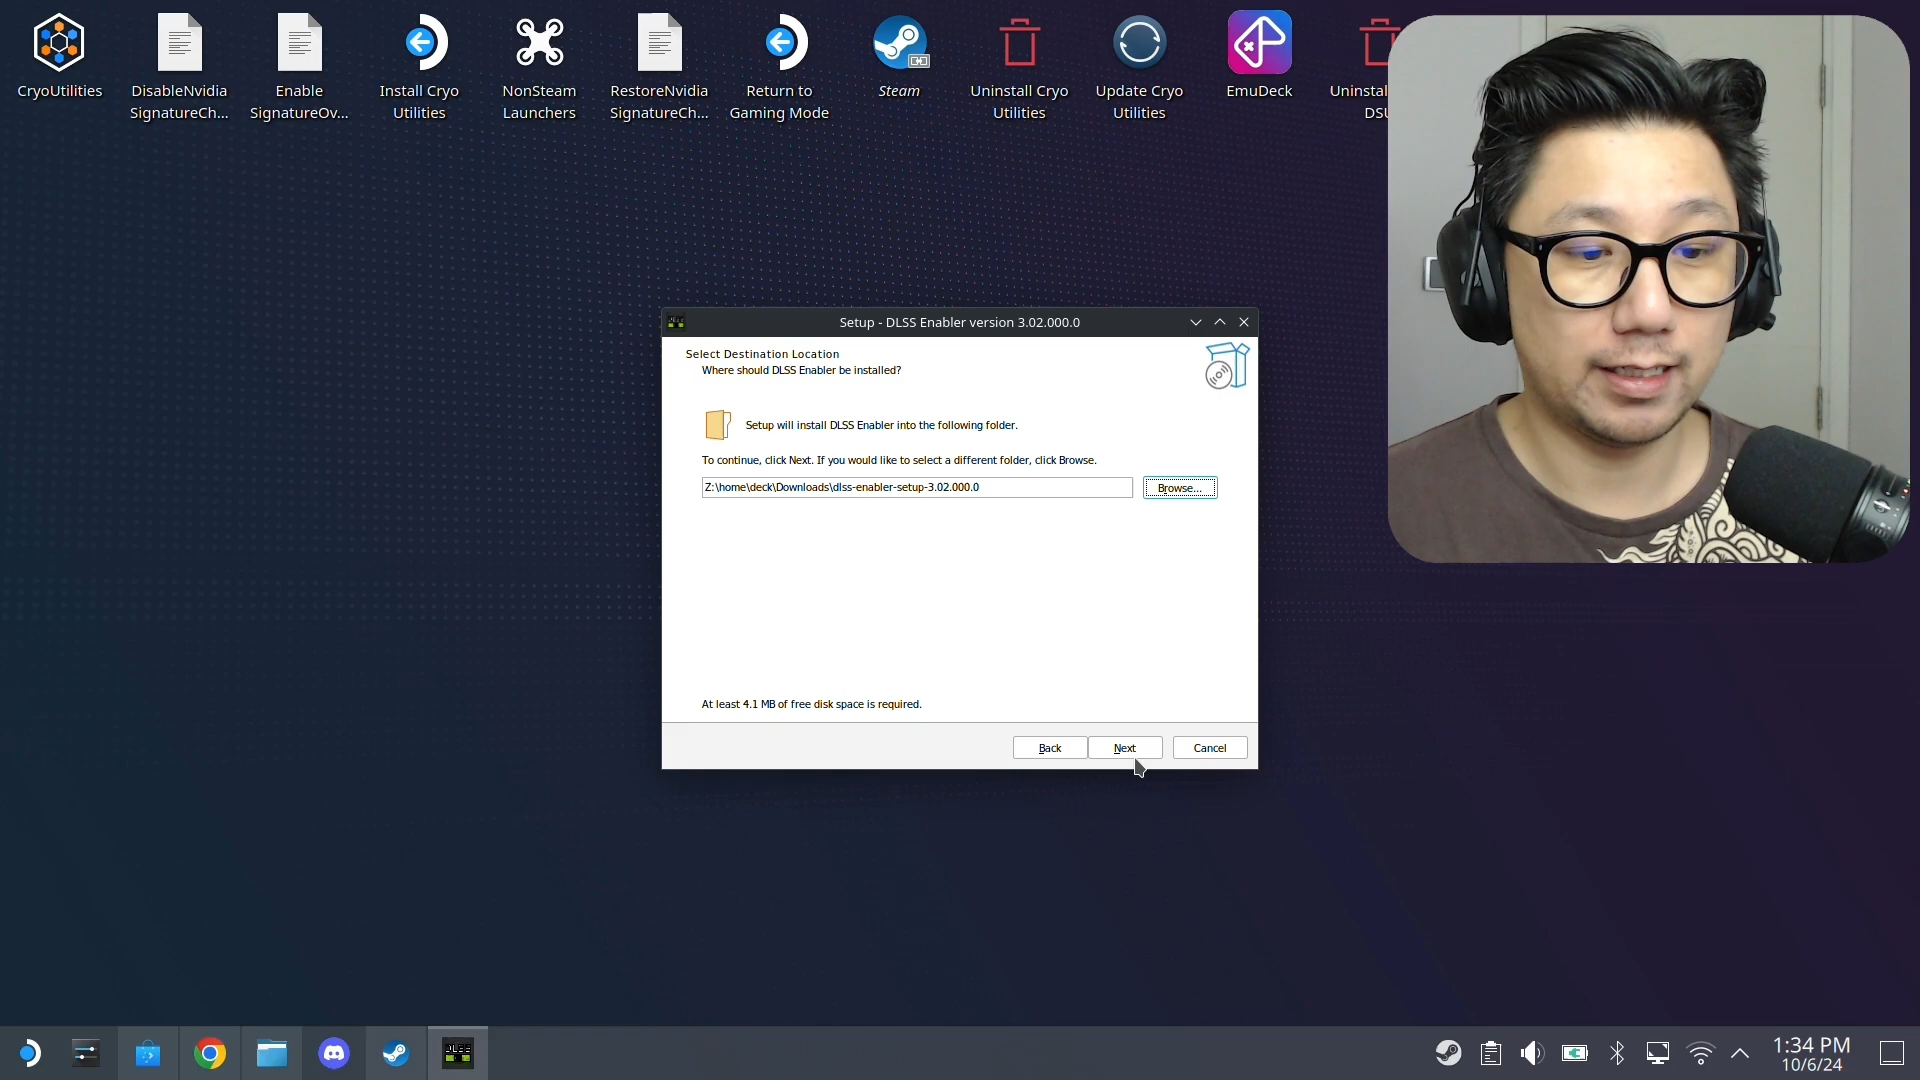 CryoUtilities
DisableNvidia
SignatureCh...
Enable
SignatureOv...
Install Cryo
Utilities
NonSteam
Launchers
RestoreNvidia
SignatureCh...
Return to
Gaming Mode
Steam
Uninstall Cryo
Utilities
Update Cryo
Utilities
EmuDeck
Uninstal
DSU
Setup - DLSS Enabler version 3.02.000.0
Select Destination Location
Where should DLSS Enabler be installed?
Setup will install DLSS Enabler into the following folder.
To continue, click Next. If you would like to select a different folder, click Browse.
Z:\home\deck\Downloads\dlss-enabler-setup-3.02.000.0
Browse...
At least 4.1 MB of free disk space is required.
Back
Next
Cancel
DLSS
1:34 PM
10/6/24